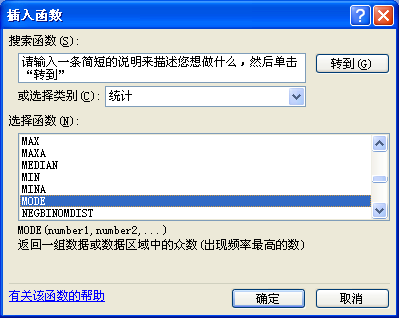 插入函数
搜索函数(S):
请输入一条简短的说明来描述您想做什么，然后单击
“转到”
转到(G)
或选择类别(C):
统计
选择函数(N):
MAX
MAXA
MEDIAN
MIN
MINA
MODE
NEGBINOMDIST
MODE(number1,number2,...)
返回一组数据或数据区域中的众数(出现频率最高的数)
有关该函数的帮助
确定
取消